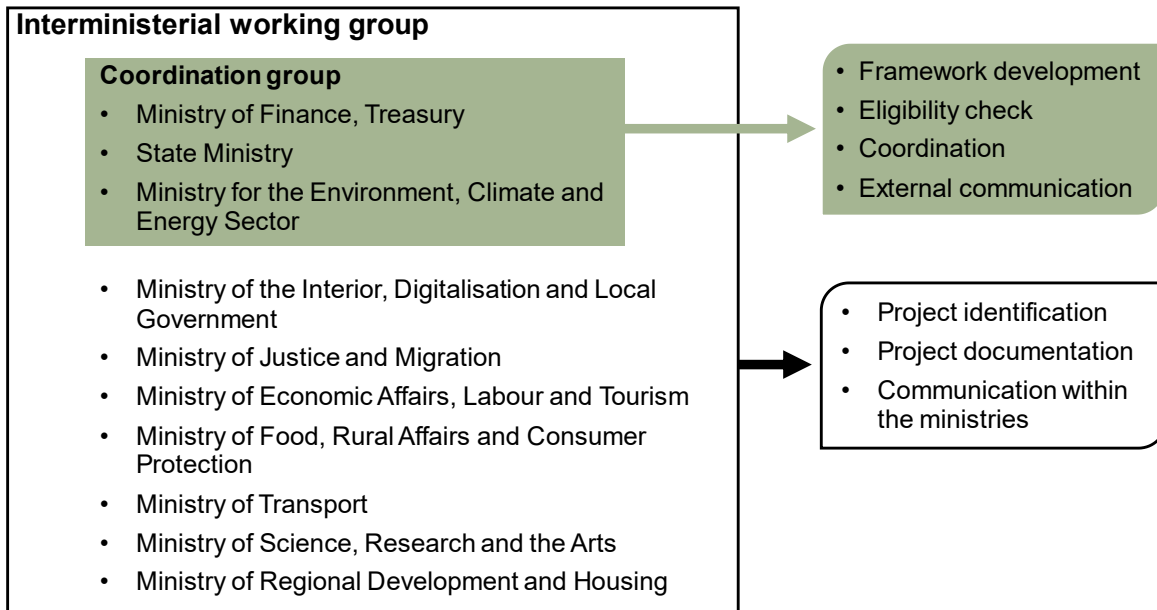 Interministerial working group
Coordination group
• Ministry of Finance, Treasury
• State Ministry
• Ministry for the Environment, Climate and
Energy Sector
• Ministry of the Interior, Digitalisation and Local
Government
• Ministry of Justice and Migration
• Ministry of Economic Affairs, Labour and Tourism
• Ministry of Food, Rural Affairs and Consumer
Protection
• Ministry of Transport
• Ministry of Science, Research and the Arts
• Ministry of Regional Development and Housing
• Framework development
• Eligibility check
• Coordination
• External communication
• Project identification
• Project documentation
• Communication within
the ministries